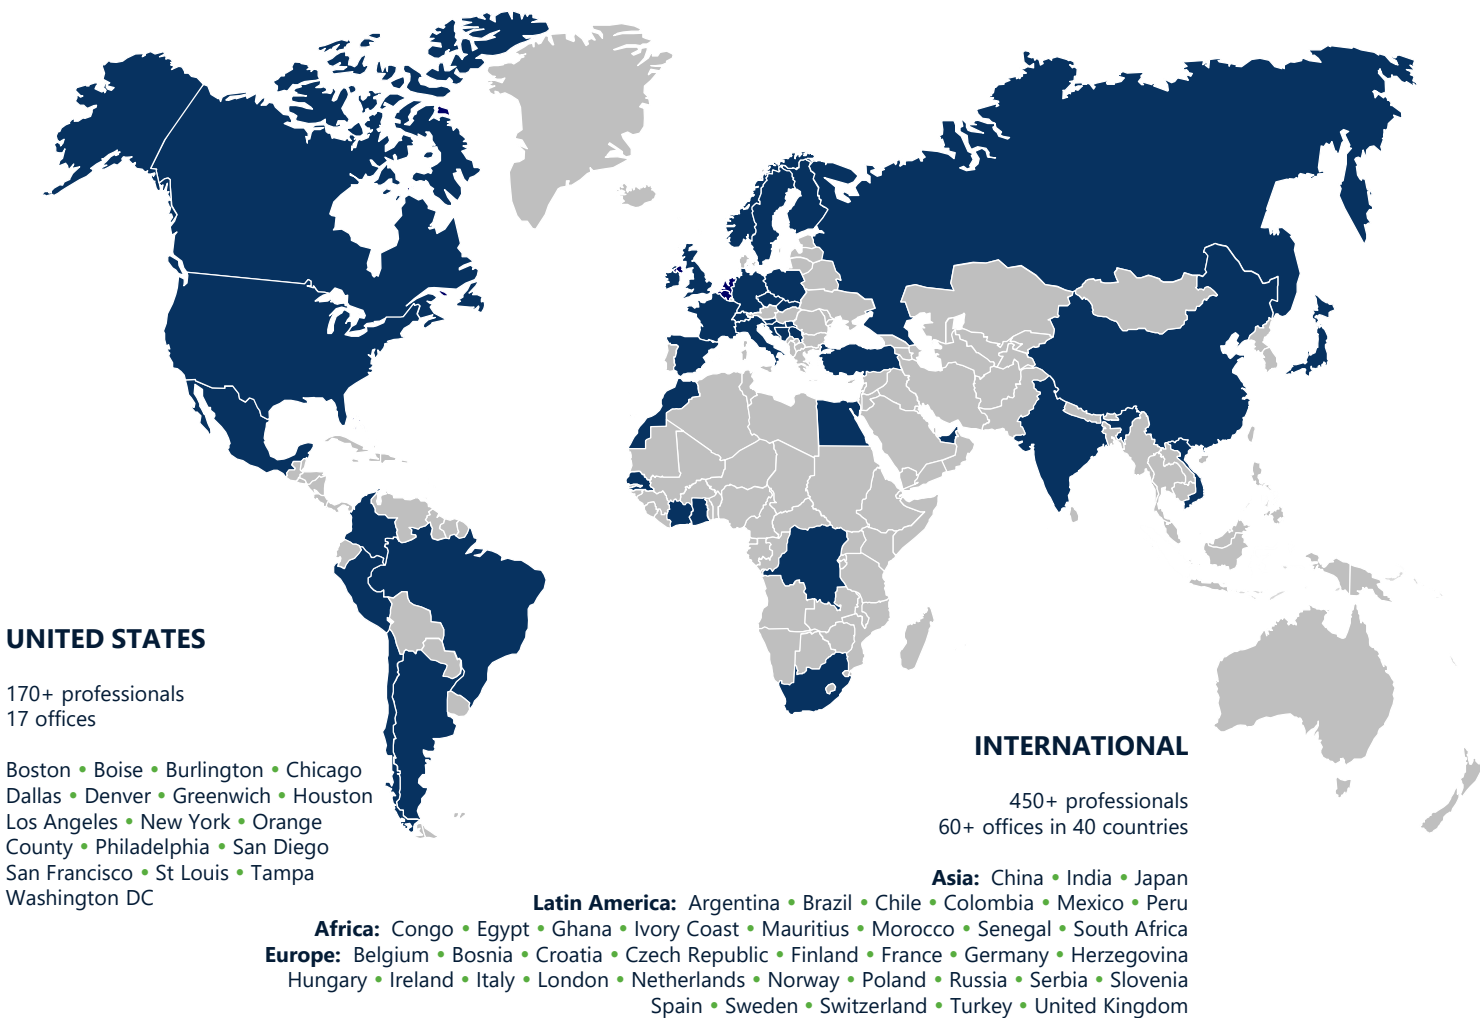 UNITED STATES
170+ professionals
17 offices
Boston • Boise • Burlington • Chicago
Dallas • Denver • Greenwich • Houston
Los Angeles • New York • Orange
County • Philadelphia • San Diego
San Francisco • St Louis • Tampa
Washington DC
INTERNATIONAL
450+ professionals
60+ offices in 40 countries
Asia: China • India • Japan
Latin America: Argentina • Brazil • Chile • Colombia • Mexico • Peru
Africa: Congo • Egypt • Ghana • Ivory Coast • Mauritius • Morocco • Senegal • South Africa
Europe: Belgium • Bosnia • Croatia • Czech Republic • Finland • France • Germany • Herzegovina
Hungary • Ireland • Italy • London • Netherlands • Norway • Poland • Russia • Serbia • Slovenia
Spain • Sweden • Switzerland • Turkey • United Kingdom